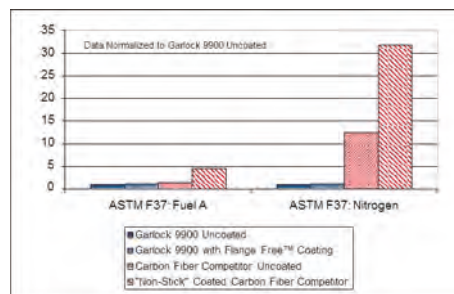 35
Data Normalized to Garlock 9900 Uncoated
30
25
20
15
10
5
0
ASTM F37: Fuel A
ASTM F37: Nitrogen
Garlock 9900 Uncoated
Garlock 9900 with Flange Free™ Coating
Carbon Fiber Competitor Uncoated
"Non-Stick" Coated Carbon Fiber Competitor